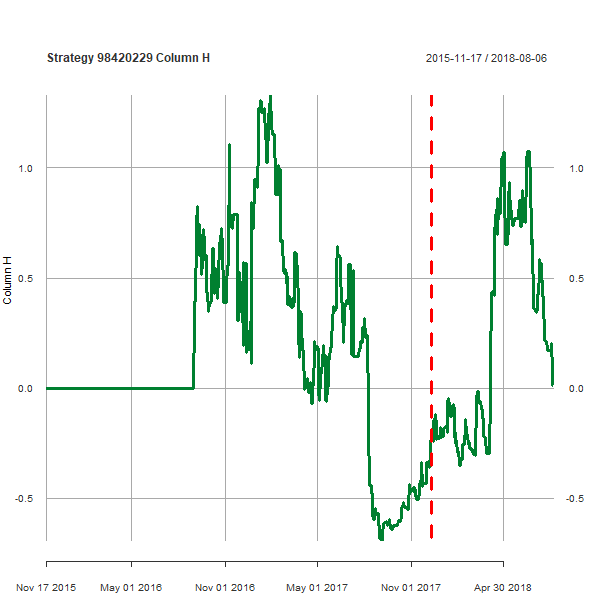 Strategy 98420229 Column H
2015-11-17 / 2018-08-06
Column H
1.0
0.5
0.0
-0.5
1.0
0.5
0.0
-0.5
Nov 17 2015
May 01 2016
Nov 01 2016
May 01 2017
Nov 01 2017
Apr 30 2018